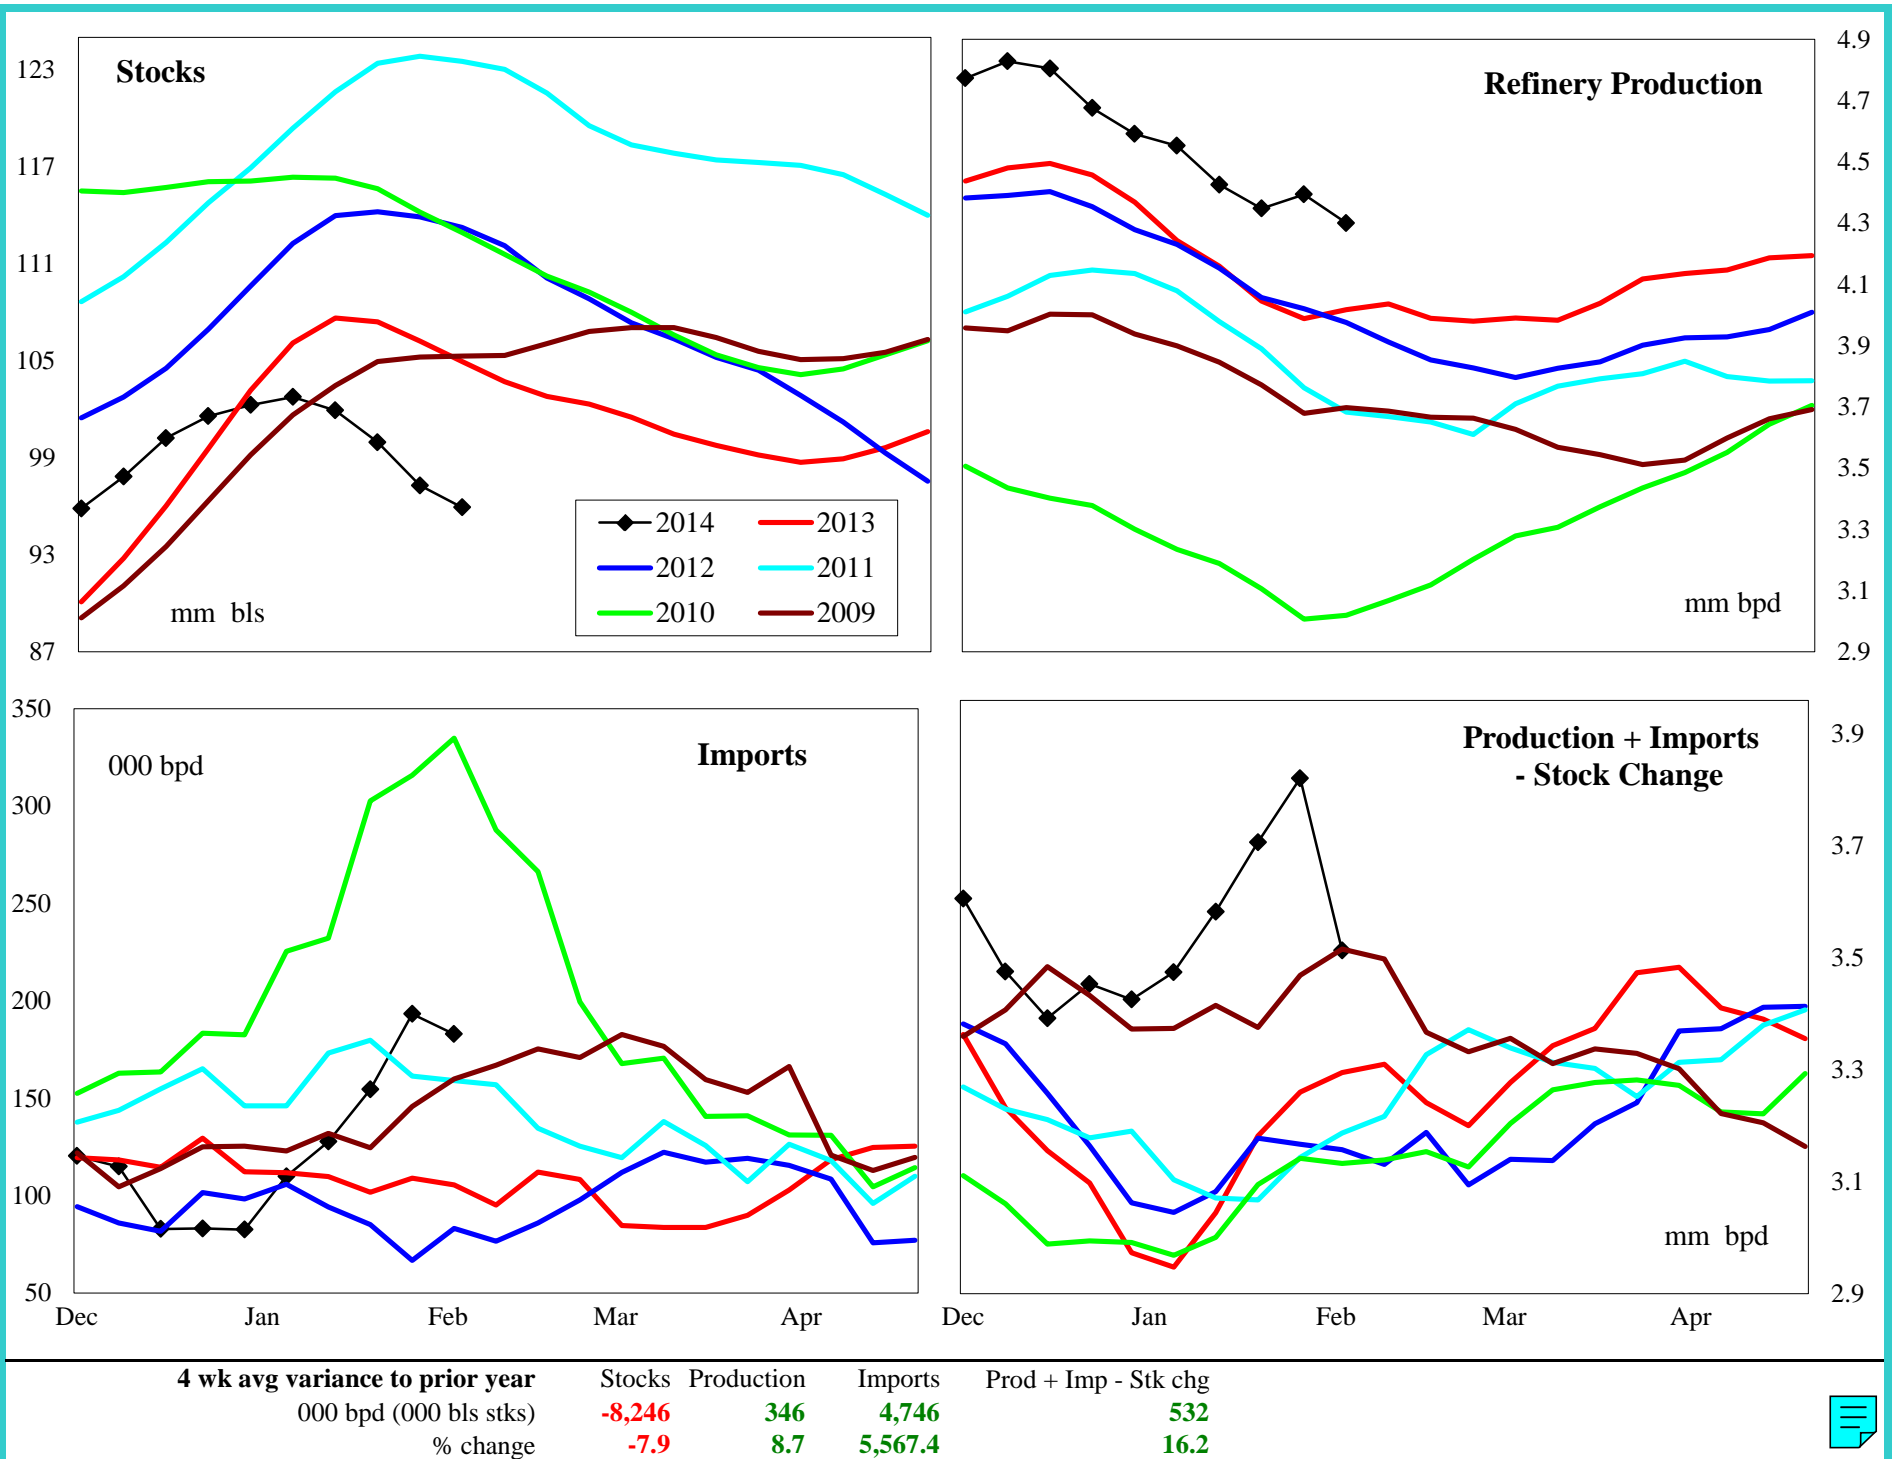 Stocks
123
117
111
105
99
93
87
mm bls
2014 2013
2012 2011
2010 2009
Refinery Production
4.9
4.7
4.5
4.3
4.1
3.9
3.7
3.5
3.3
3.1
2.9
mm bpd
350
300
250
200
150
100
50
000 bpd
Imports
Dec Jan Feb Mar Apr
Production + Imports
- Stock Change
3.9
3.7
3.5
3.3
3.1
2.9
mm bpd
Dec Jan Feb Mar Apr
4 wk avg variance to prior year Stocks Production Imports Prod + Imp - Stk chg
000 bpd (000 bls stks) -8,246 346 4,746 532
% change -7.9 8.7 5,567.4 16.2